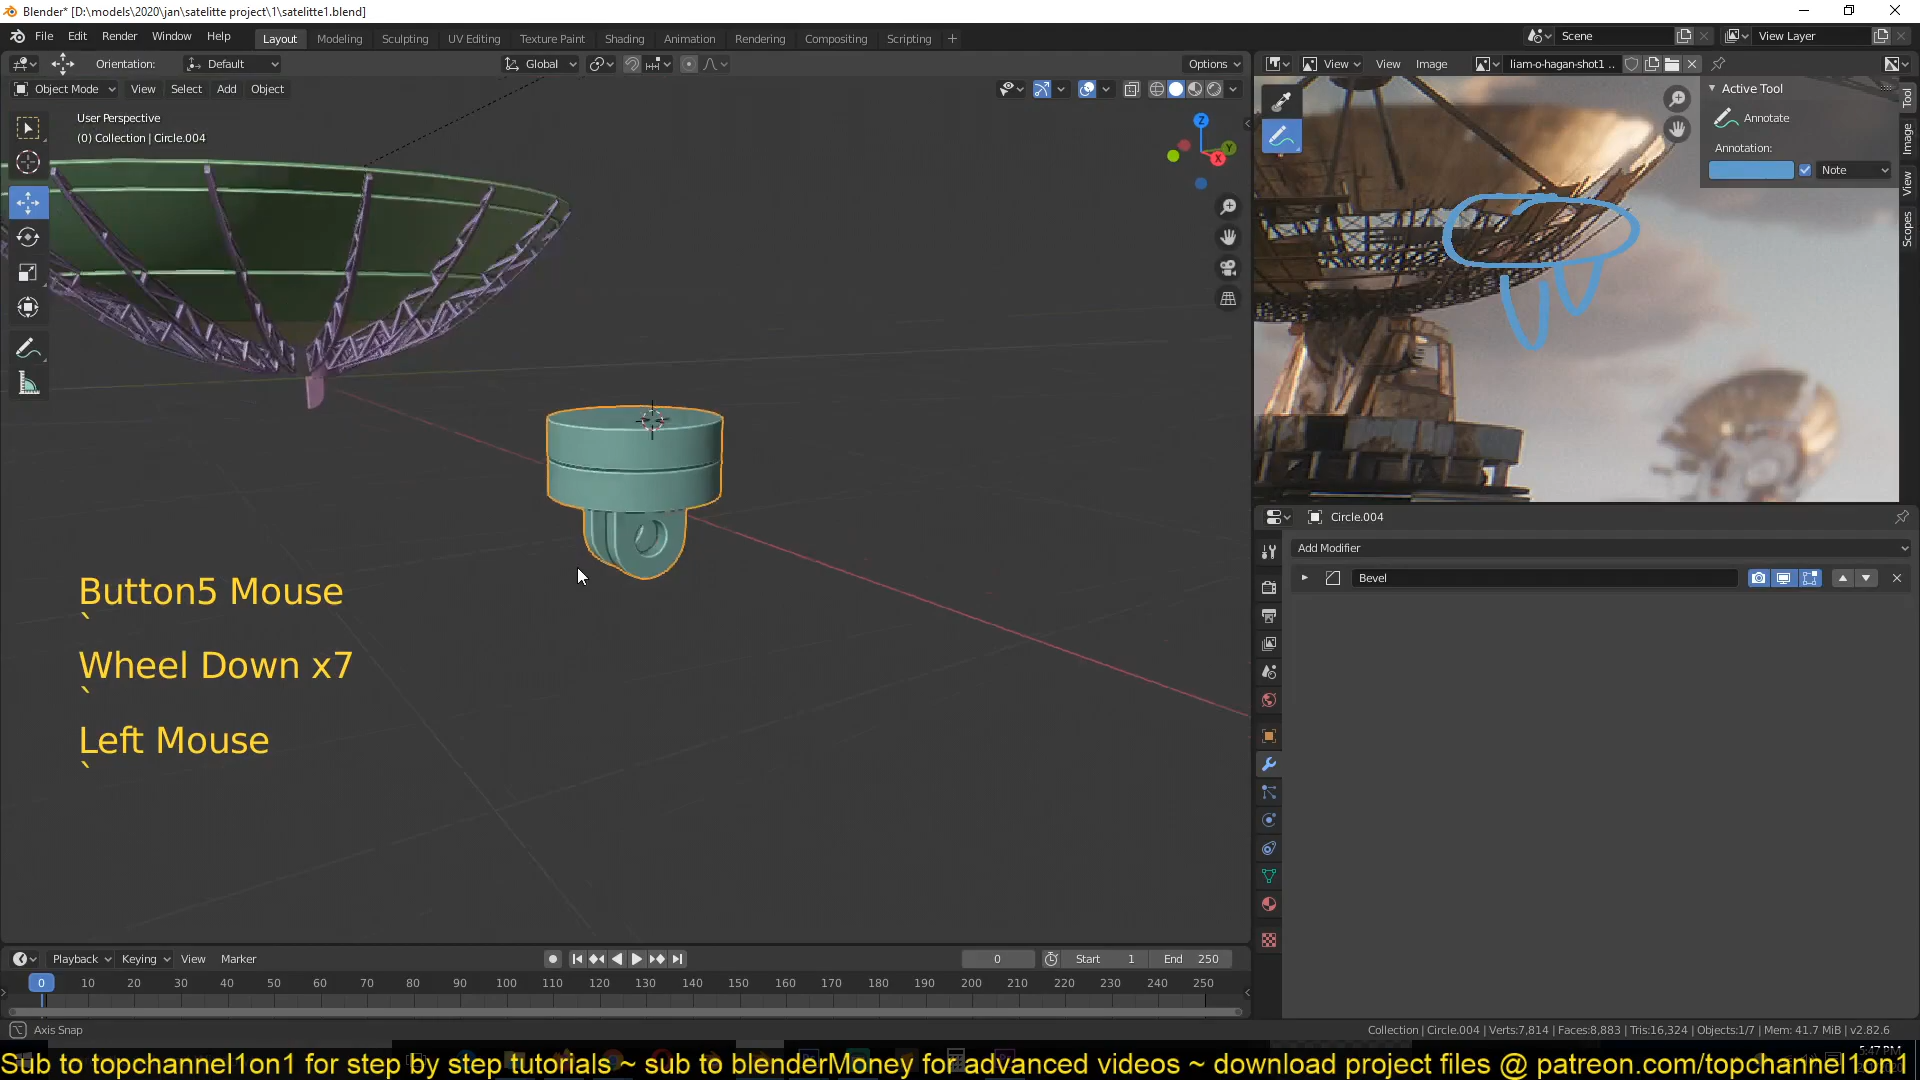 Blender* [D:\models\2020\jan\satelitte project\1\satelitte1.blend]
File Edit Render Window Help Layout Modeling Sculpting UV Editing Texture Paint Shading Animation Rendering Compositing Scripting + Scene View Layer
Orientation: Default Global Options View View Image liam-o-hagan-shot1 ..
Object Mode View Select Add Object
User Perspective
(0) Collection | Circle.004
Z
Y
X
Active Tool
Annotate
Annotation:
Note
Tool
Image
View
Scopes
Circle.004
Add Modifier
Bevel
Button5 Mouse
`
Wheel Down x7
`
Left Mouse
`
Playback Keying View Marker 0 Start 1 End 250
0 10 20 30 40 50 60 70 80 90 100 110 120 130 140 150 160 170 180 190 200 210 220 230 240 250
Axis Snap
Collection | Circle.004 | Verts:7,814 | Faces:8,883 | Tris:16,324 | Objects:1/7 | Mem: 41.7 MiB | v2.82.6
5:47 PM
Sub to topchannel1on1 for step by step tutorials ~ sub to blenderMoney for advanced videos ~ download project files @ patreon.com/topchannel1on1